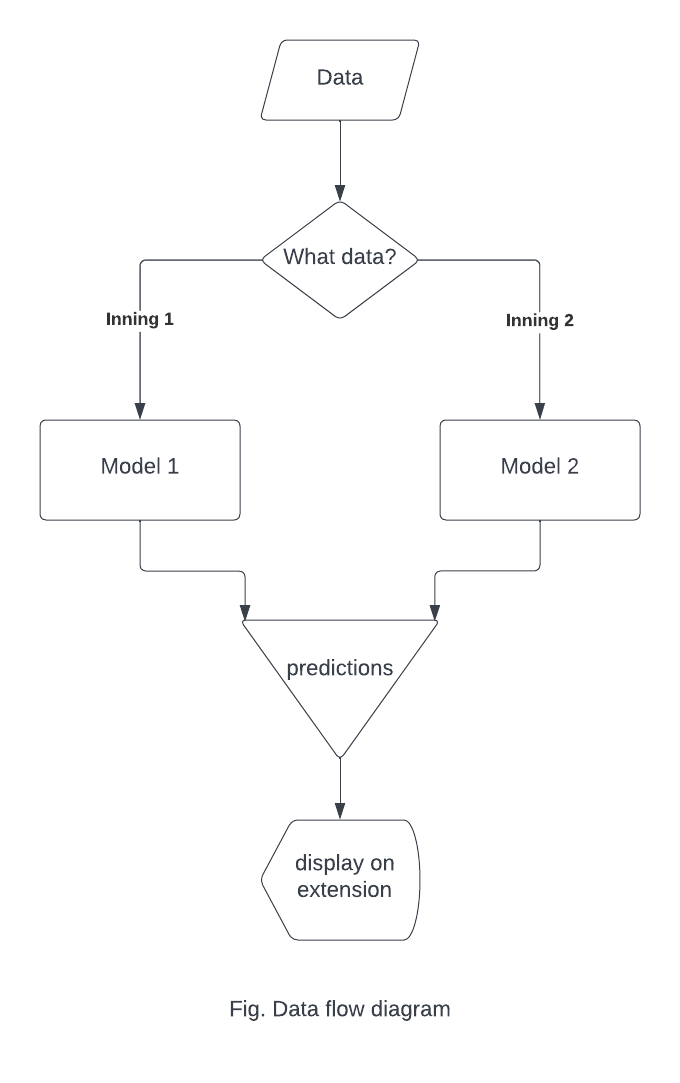 Data
What data?
Inning 1
Inning 2
Model 1
Model 2
predictions
display on
extension
Fig. Data flow diagram